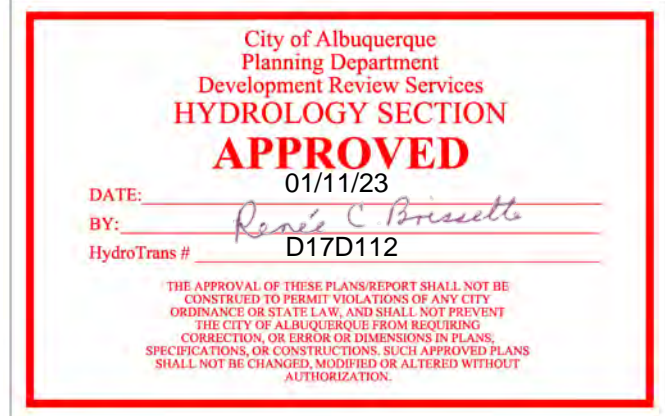 City of Albuquerque
Planning Department
Development Review Services
HYDROLOGY SECTION
APPROVED
DATE: 01/11/23
BY: Renée C. Brissette
HydroTrans # D17D112
THE APPROVAL OF THESE PLANS/REPORT SHALL NOT BE
CONSTRUED TO PERMIT VIOLATIONS OF ANY CITY
ORDINANCE OR STATE LAW, AND SHALL NOT PREVENT
THE CITY OF ALBUQUERQUE FROM REQUIRING
CORRECTION, OR ERROR OR DIMENSIONS IN PLANS,
SPECIFICATIONS, OR CONSTRUCTIONS. SUCH APPROVED PLANS
SHALL NOT BE CHANGED, MODIFIED OR ALTERED WITHOUT
AUTHORIZATION.